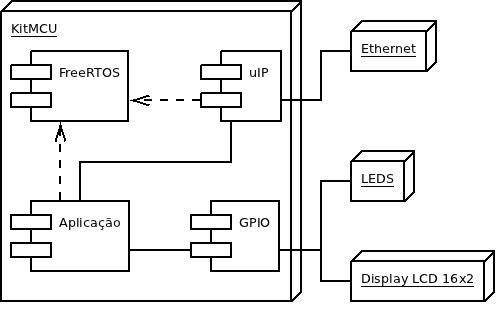 KitMCU
FreeRTOS
uIP
Ethernet
Aplicação
GPIO
LEDS
Display LCD 16x2